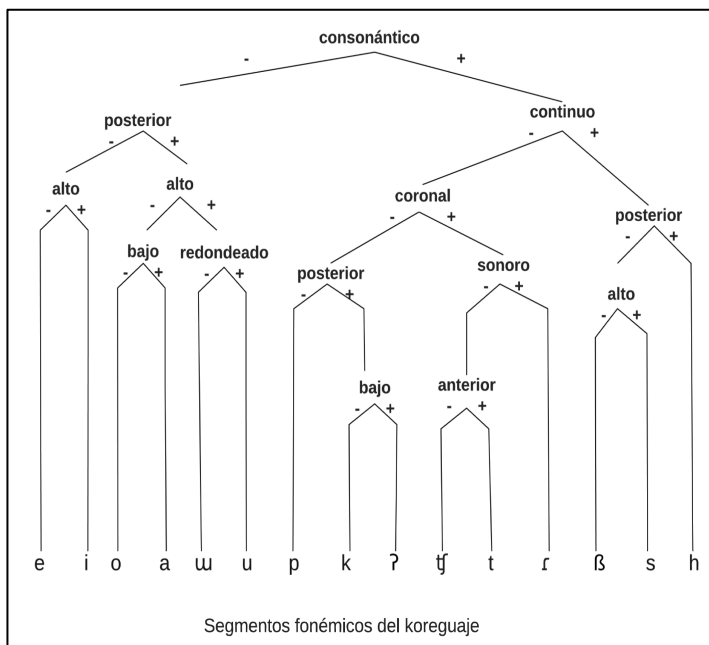 consonántico
- +
posterior continuo
- + - +
alto alto coronal posterior
- + - + - + - +
bajo redondeado posterior sonoro alto
- + - + - + - + - +
bajo anterior
- + - +
e i o a ɯ u p k ʔ ʧ t ɾ ß s h
Segmentos fonémicos del koreguaje